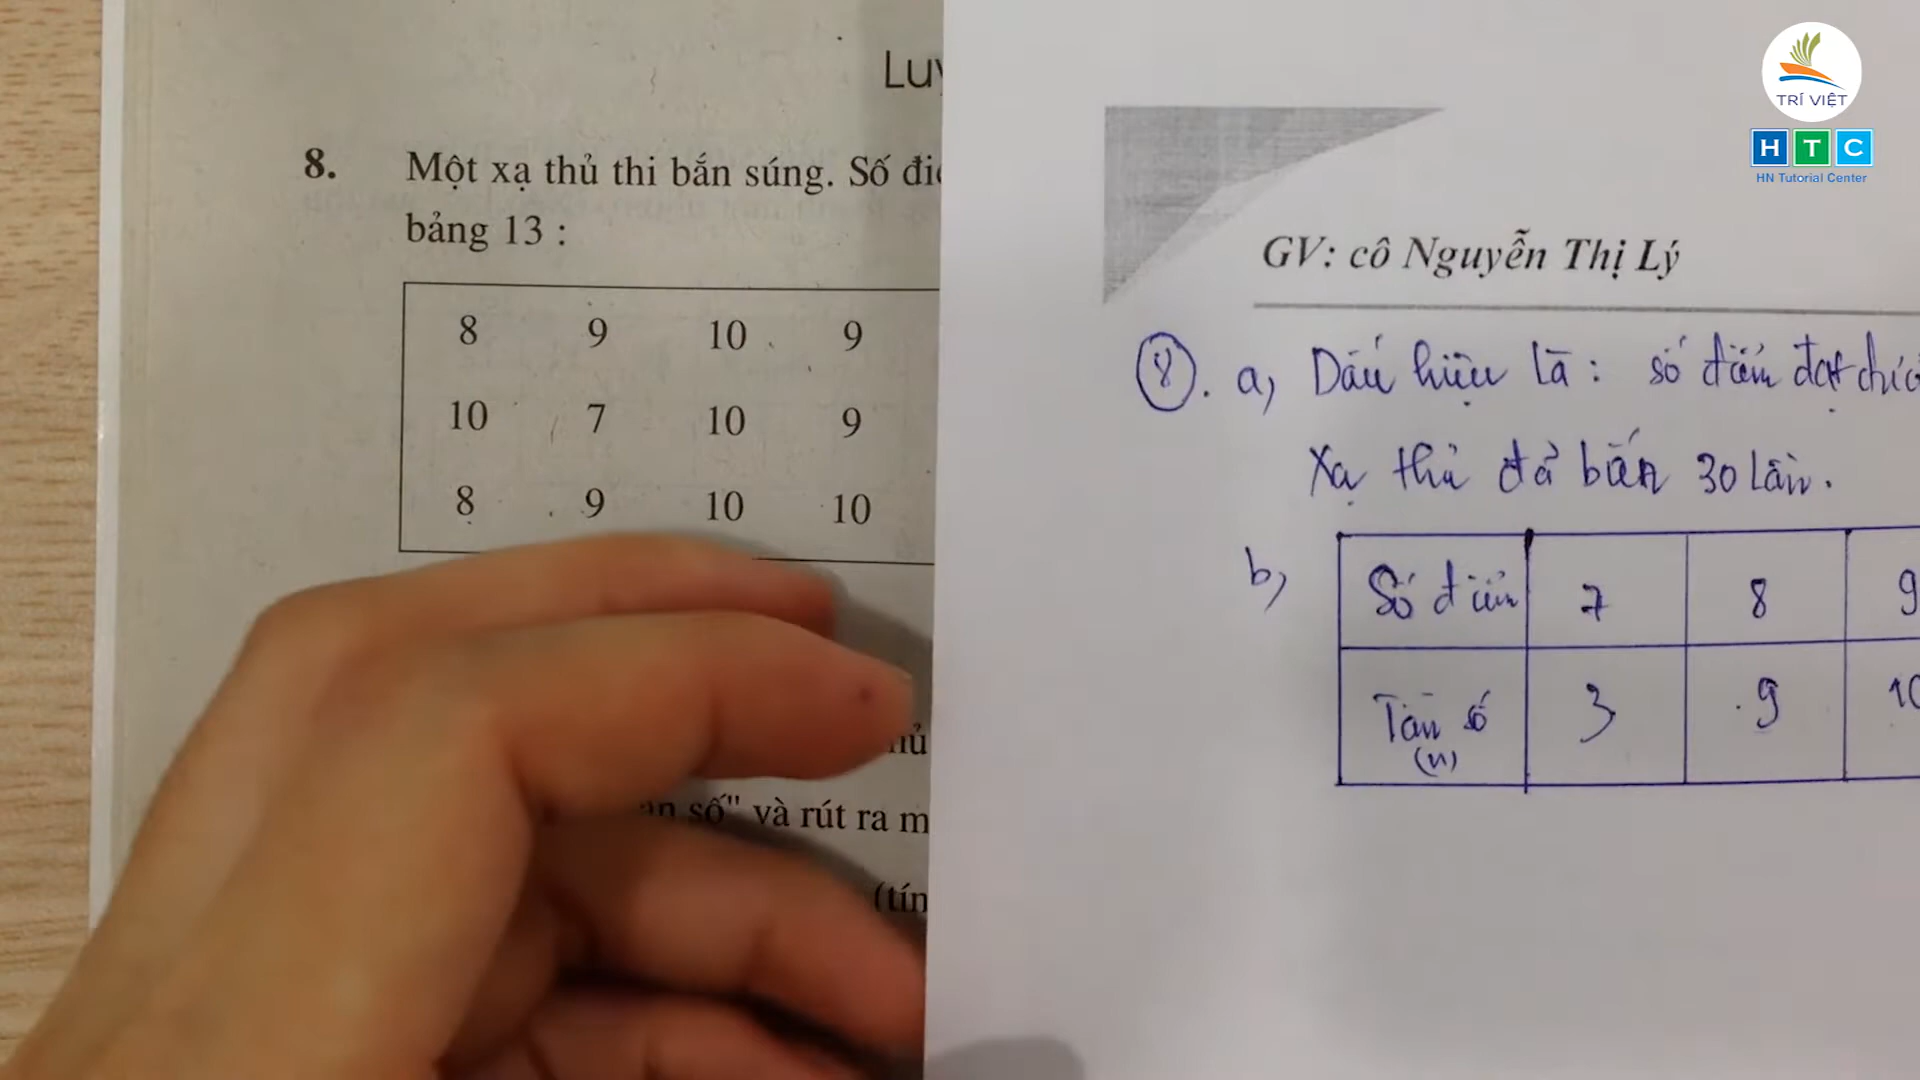 TRÍ VIỆT
H T C
HN Tutorial Center
8. Một xạ thủ thi bắn súng. Số
bảng 13 :
8 9 10 9
10 7 10 9
8 9 10 10
số" và rút ra
GV: cô Nguyễn Thị Lý
8. a, Dấu hiệu là: số điểm đạt
Xạ thủ đã bắn 30 lần.
b,
Số điểm 7 8 9
Tần số 3 9 10
(n)